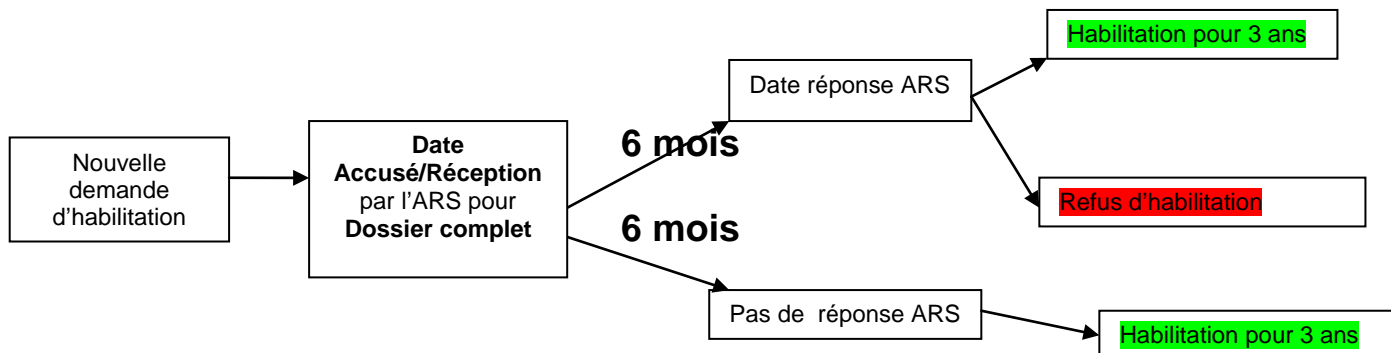 Nouvelle
demande
d'habilitation
Date
Accusé/Réception
par l'ARS pour
Dossier complet
6 mois
6 mois
Date réponse ARS
Pas de réponse ARS
Habilitation pour 3 ans
Refus d'habilitation
Habilitation pour 3 ans